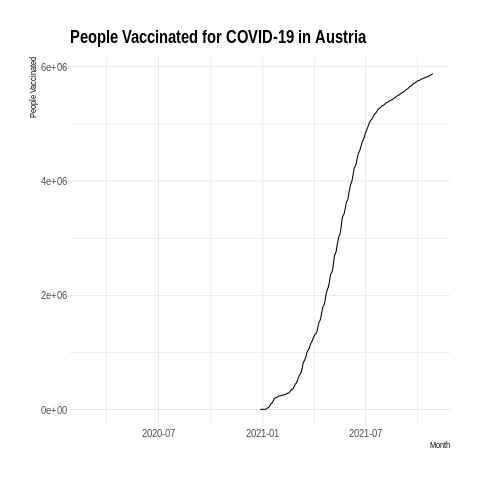 People Vaccinated for COVID-19 in Austria
People Vaccinated
6e+06
4e+06
2e+06
0e+00
2020-07
2021-01
2021-07
Month